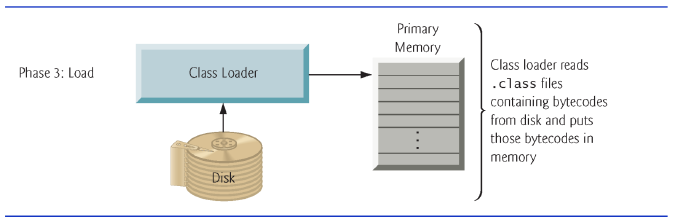 Phase 3: Load
Class Loader
Disk
Primary
Memory
Class loader reads
.class files
containing bytecodes
from disk and puts
those bytecodes in
memory